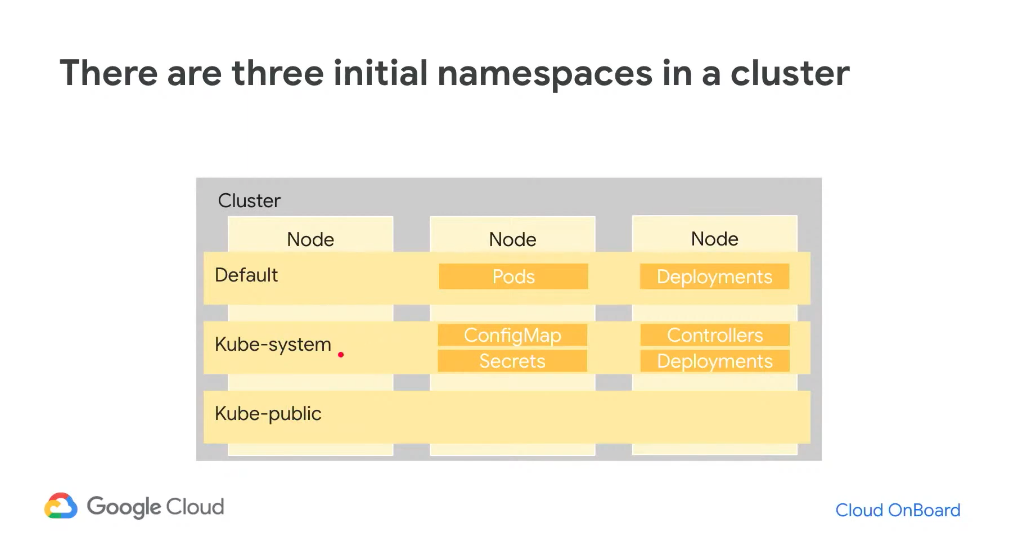 There are three initial namespaces in a cluster
Cluster
Node
Node
Node
Default
Pods
Deployments
Kube-system
ConfigMap
Controllers
Secrets
Deployments
Kube-public
Google Cloud
Cloud OnBoard